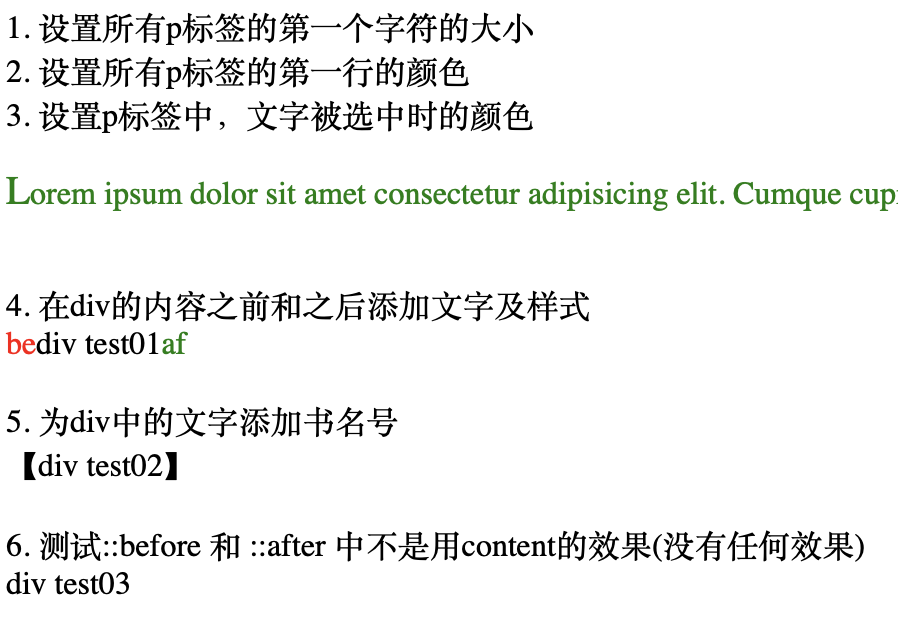 1. 设置所有p标签的第一个字符的大小
2. 设置所有p标签的第一行的颜色
3. 设置p标签中，文字被选中时的颜色
Lorem ipsum dolor sit amet consectetur adipisicing elit. Cumque cup
4. 在div的内容之前和之后添加文字及样式
bediv test01af
5. 为div中的文字添加书名号
【div test02】
6. 测试::before 和 ::after 中不是用content的效果(没有任何效果)
div test03